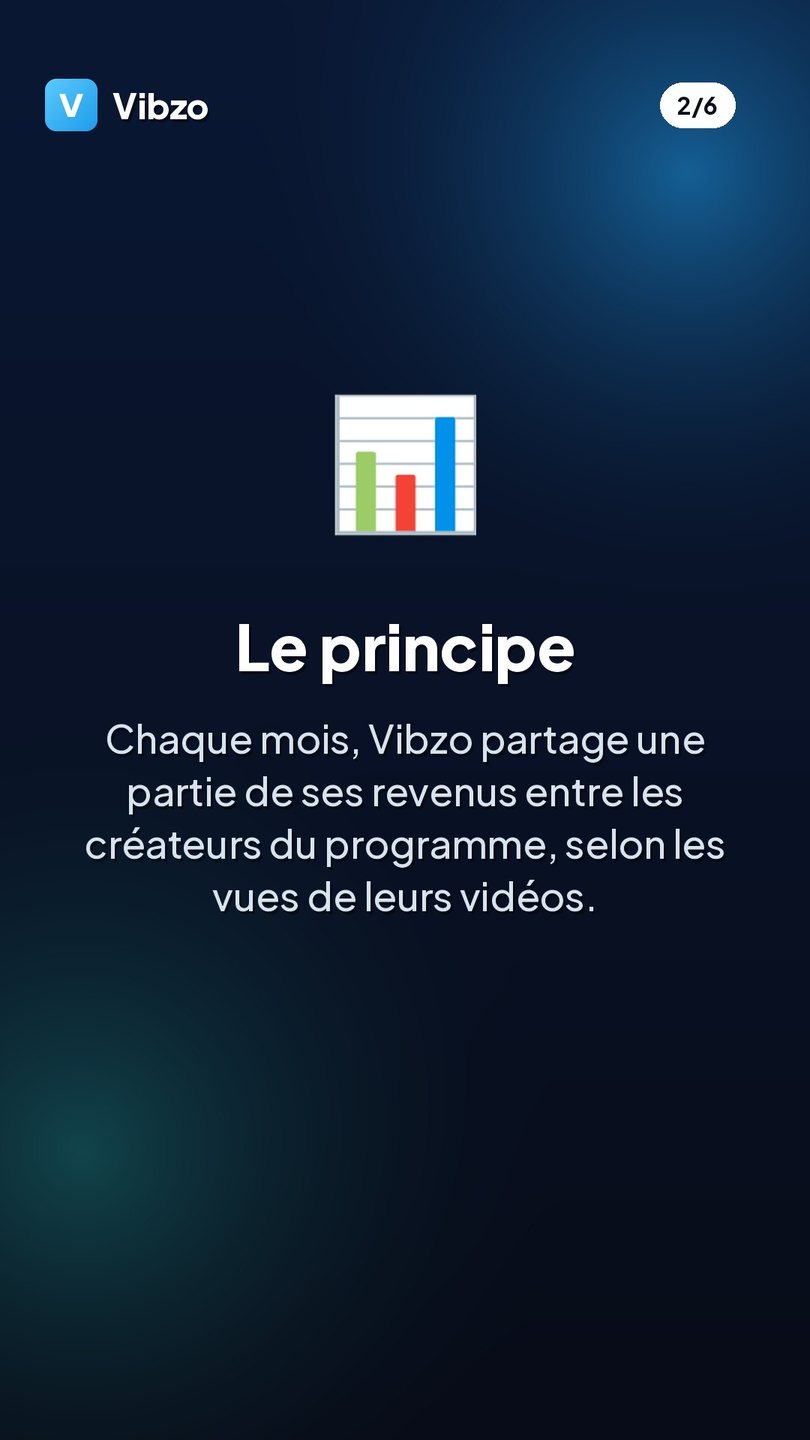 V Vibzo
2/6
Le principe
Chaque mois, Vibzo partage une
partie de ses revenus entre les
créateurs du programme, selon les
vues de leurs vidéos.